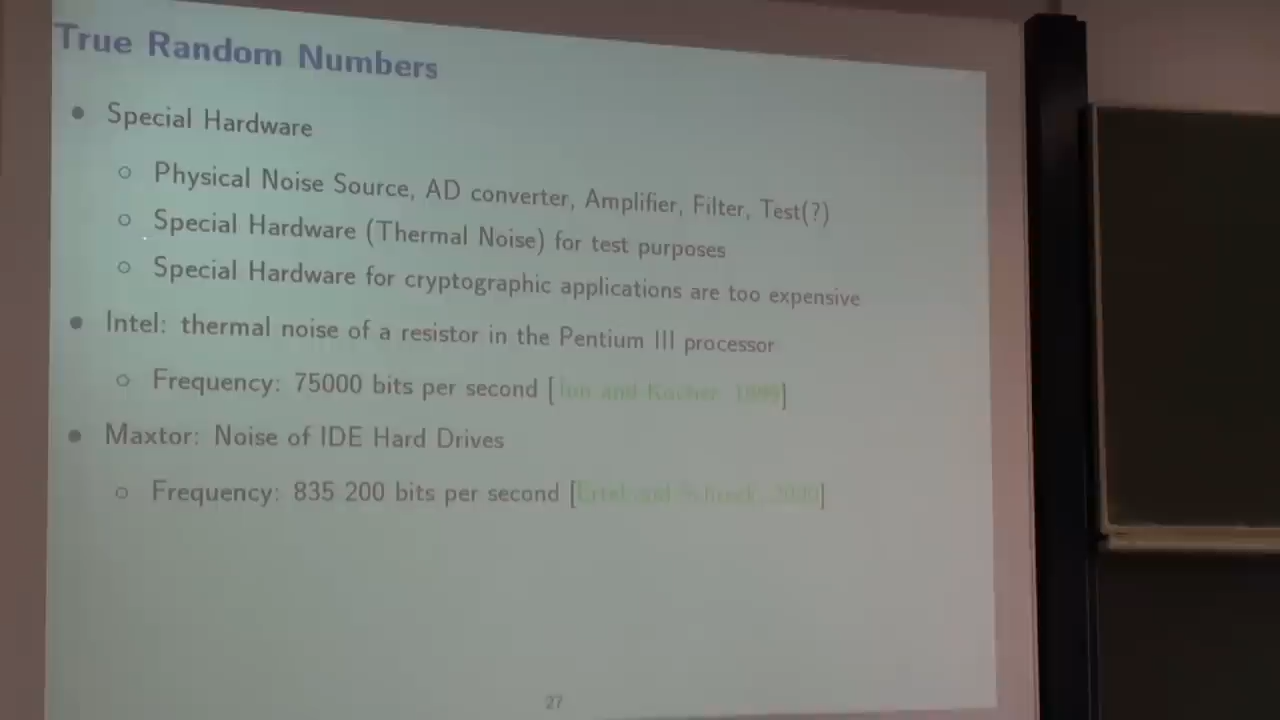 True Random Numbers
• Special Hardware
○ Physical Noise Source, AD converter, Amplifier, Filter, Test(?)
○ Special Hardware (Thermal Noise) for test purposes
○ Special Hardware for cryptographic applications are too expensive
• Intel: thermal noise of a resistor in the Pentium III processor
○ Frequency: 75000 bits per second [Jun and Kocher, 1999]
• Maxtor: Noise of IDE Hard Drives
○ Frequency: 835 200 bits per second [Ertel and Schreck, 2000]
27